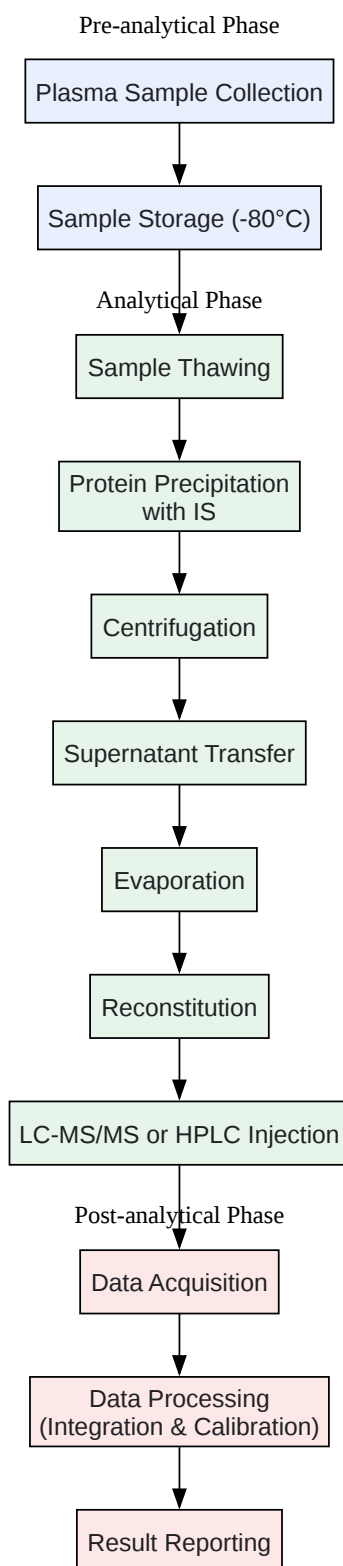 Pre-analytical Phase
Plasma Sample Collection
Sample Storage (-80°C)
Analytical Phase
Sample Thawing
Protein Precipitation
with IS
Centrifugation
Supernatant Transfer
Evaporation
Reconstitution
LC-MS/MS or HPLC Injection
Post-analytical Phase
Data Acquisition
Data Processing
(Integration & Calibration)
Result Reporting